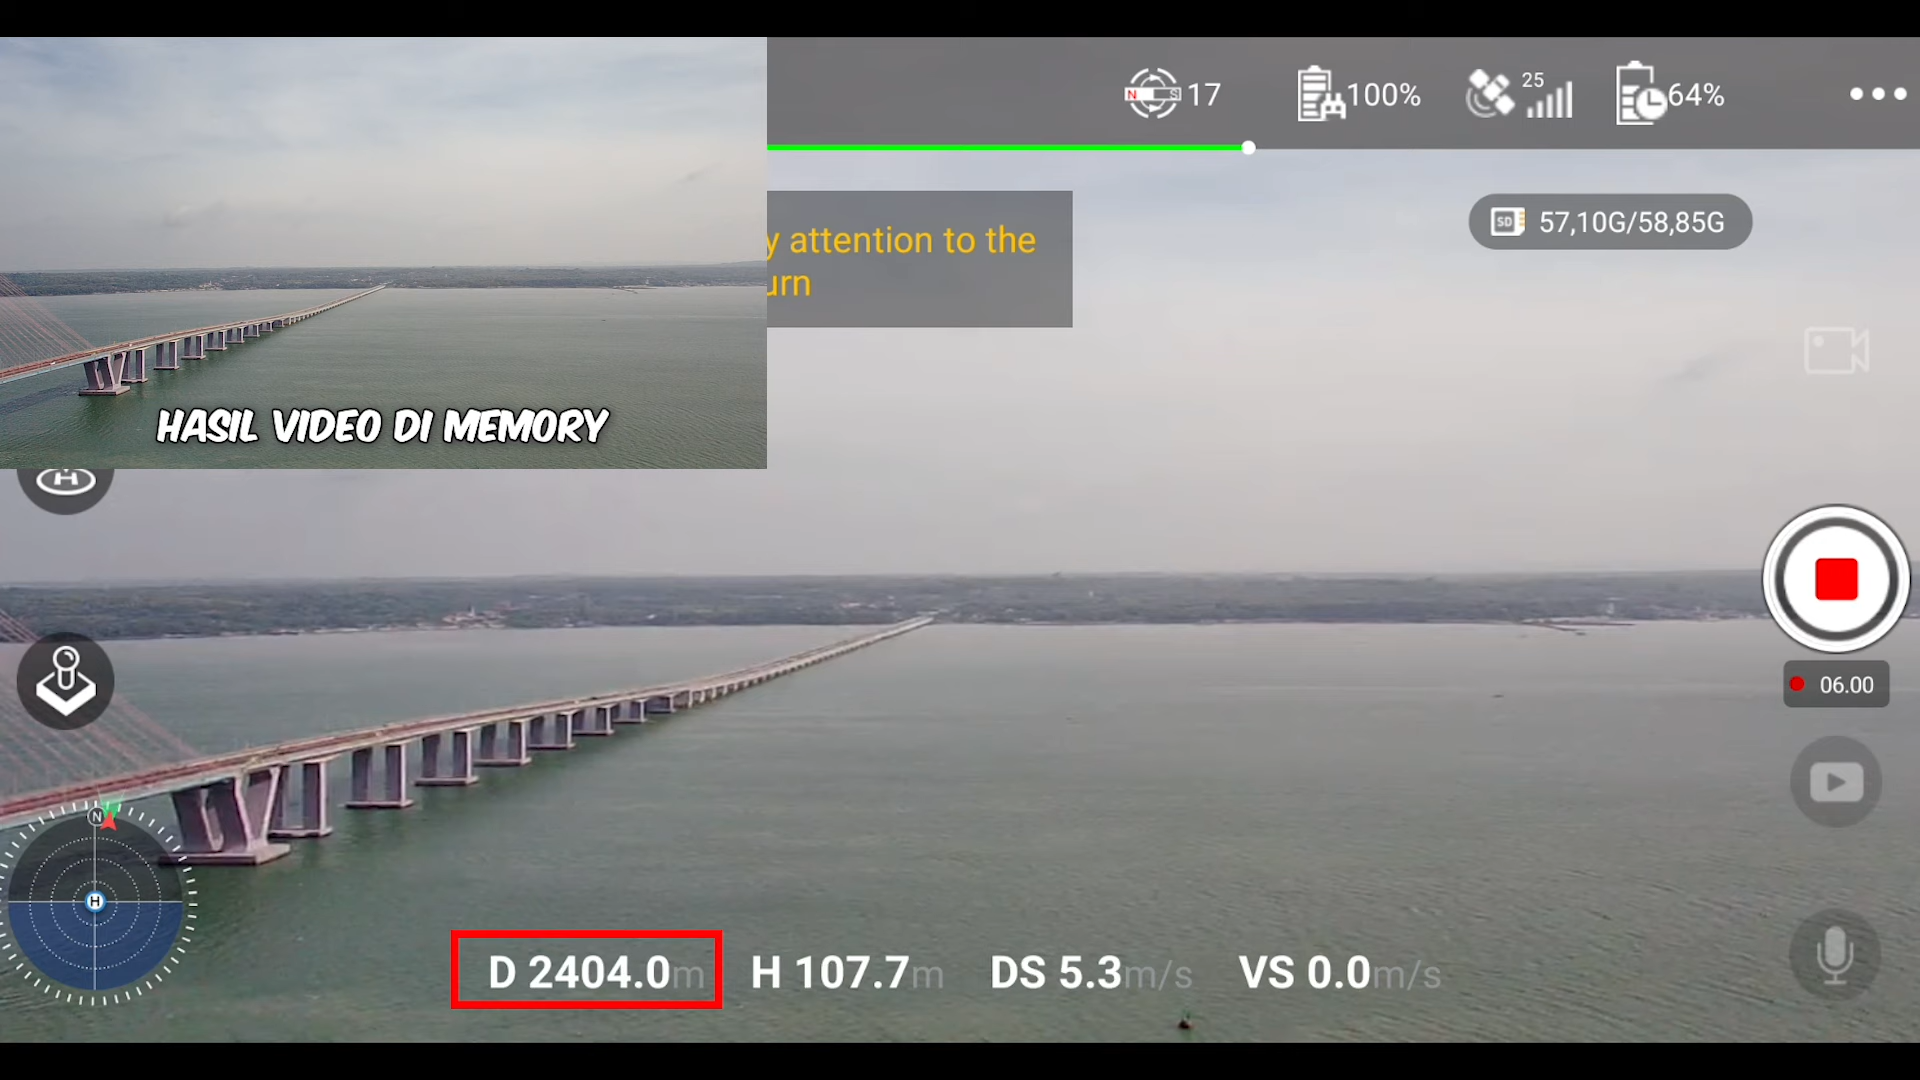 N S 17
100%
25
64%
y attention to the
urn
SD 57,10G/58,85G
HASIL VIDEO DI MEMORY
H
06.00
N
H
D 2404.0m H 107.7m DS 5.3m/s VS 0.0m/s